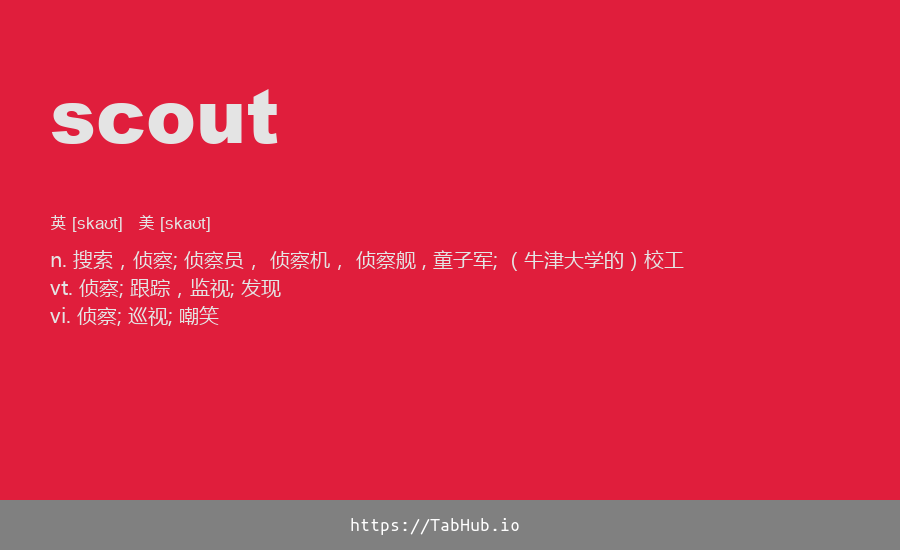 scout
英 [skaʊt]   美 [skaʊt]
n. 搜索，侦察; 侦察员， 侦察机， 侦察舰 , 童子军; （牛津大学的）校工
vt. 侦察; 跟踪，监视; 发现
vi. 侦察; 巡视; 嘲笑
https://TabHub.io